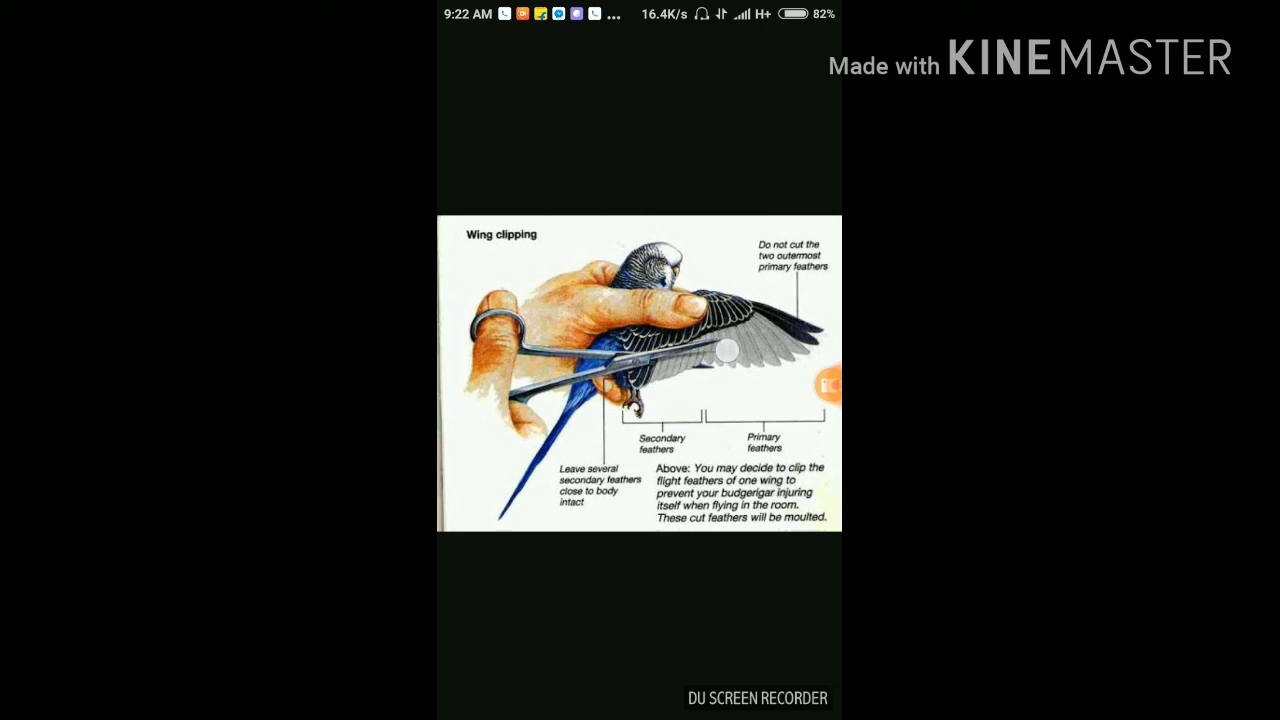 9:22 AM ... 16.4K/s H+ 82%
Made with KINEMASTER
Wing clipping
Do not cut the
two outermost
primary feathers
Secondary
feathers
Primary
feathers
Leave several
secondary feathers
close to body
intact
Above: You may decide to clip the
flight feathers of one wing to
prevent your budgerigar injuring
itself when flying in the room.
These cut feathers will be moulted.
DU SCREEN RECORDER